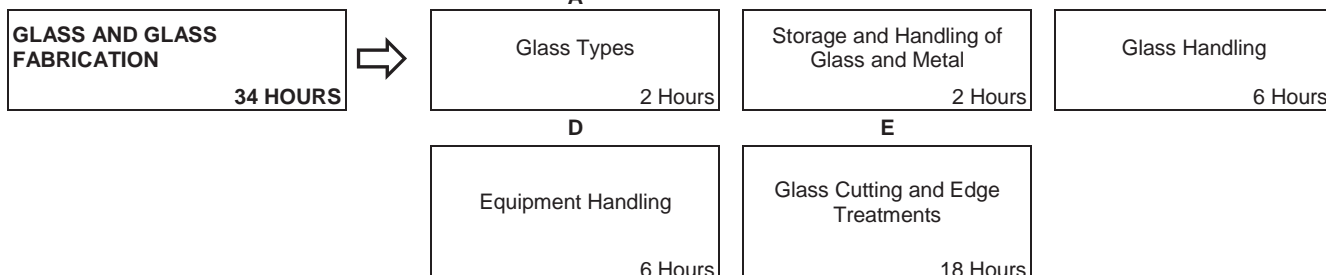 A
GLASS AND GLASS
FABRICATION
34 HOURS
Glass Types
2 Hours
Storage and Handling of
Glass and Metal
2 Hours
Glass Handling
6 Hours
D
Equipment Handling
6 Hours
E
Glass Cutting and Edge
Treatments
18 Hours